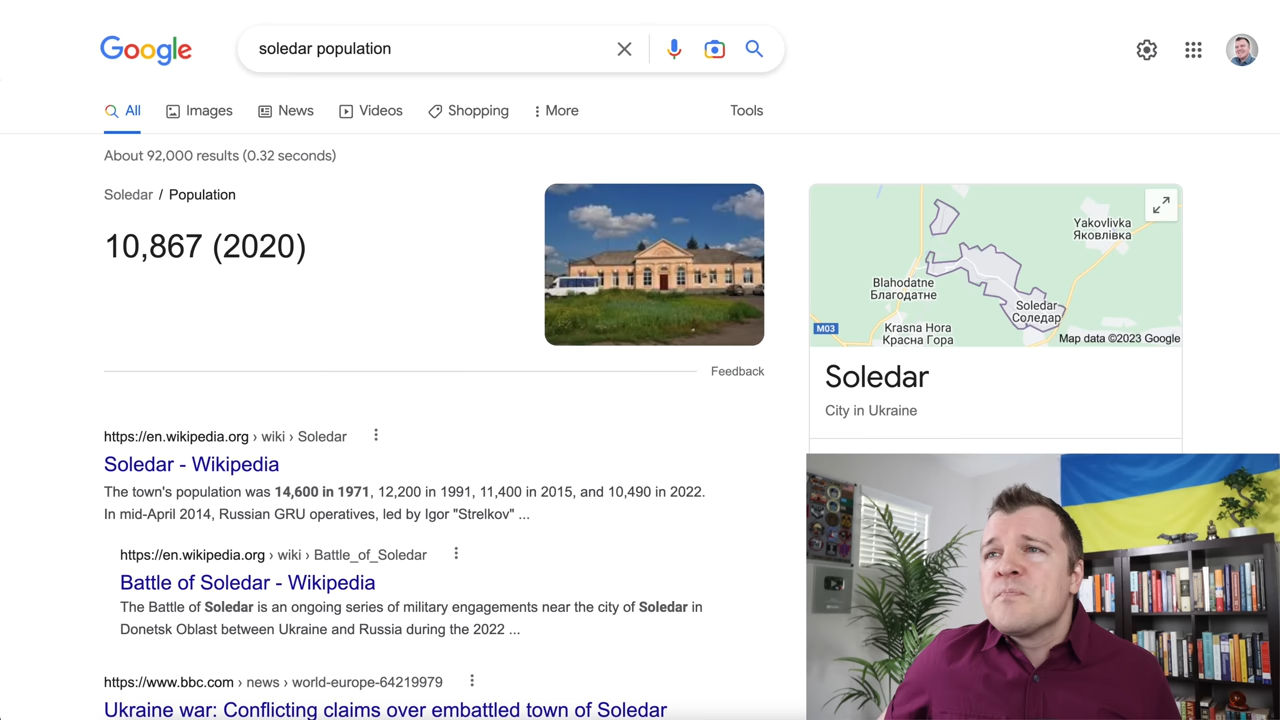 Google
soledar population
All
Images
News
Videos
Shopping
More
Tools
About 92,000 results (0.32 seconds)
Soledar / Population
10,867 (2020)
Feedback
https://en.wikipedia.org › wiki › Soledar
Soledar - Wikipedia
The town's population was 14,600 in 1971, 12,200 in 1991, 11,400 in 2015, and 10,490 in 2022.
In mid-April 2014, Russian GRU operatives, led by Igor "Strelkov" ...
https://en.wikipedia.org › wiki › Battle_of_Soledar
Battle of Soledar - Wikipedia
The Battle of Soledar is an ongoing series of military engagements near the city of Soledar in
Donetsk Oblast between Ukraine and Russia during the 2022 ...
https://www.bbc.com › news › world-europe-64219979
Ukraine war: Conflicting claims over embattled town of Soledar
Yakovlivka
Яковлівка
Blahodatne
Благодатне
Soledar
Соледар
M03
Krasna Hora
Красна Гора
Map data ©2023 Google
Soledar
City in Ukraine